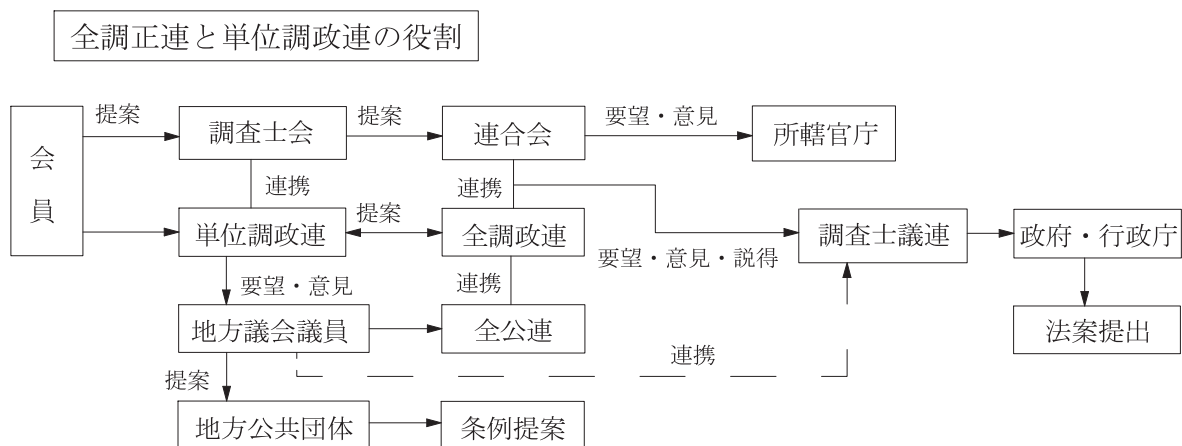 全調正連と単位調政連の役割
会員
提案
調査士会
提案
連合会
要望・意見
所轄官庁
連携
連携
単位調政連
提案
全調政連
要望・意見・説得
調査士議連
政府・行政庁
要望・意見
連携
地方議会議員
全公連
法案提出
連携
提案
地方公共団体
条例提案